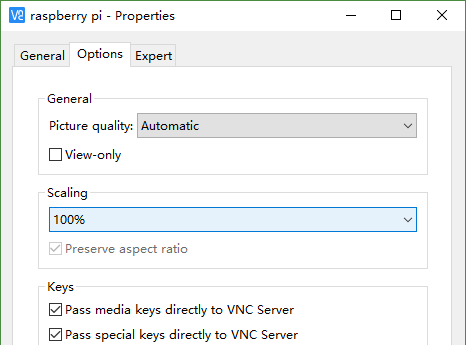 raspberry pi - Properties
General Options Expert
General
Picture quality: Automatic
View-only
Scaling
100%
Preserve aspect ratio
Keys
Pass media keys directly to VNC Server
Pass special keys directly to VNC Server